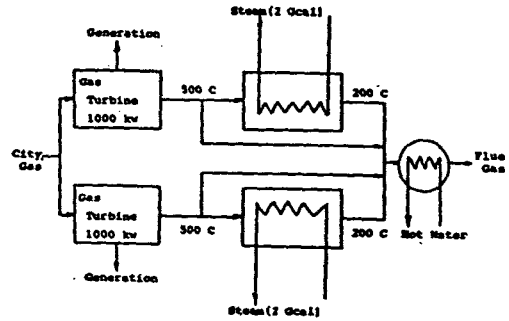 Steam(2 Gcal)
Generation
Gas
Turbine
1000 kw
500 C
200 C
City
Gas
Flue
Gas
Gas
Turbine
1000 kw
500 C
200 C
Hot Water
Generation
Steam(2 Gcal)